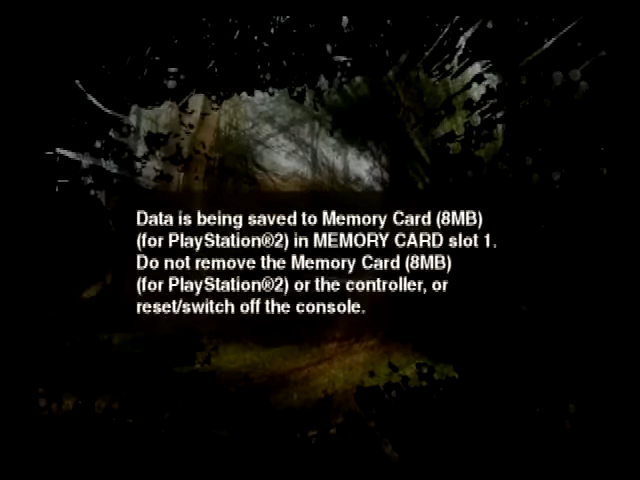 Data is being saved to Memory Card (8MB)
(for PlayStation®2) in MEMORY CARD slot 1.
Do not remove the Memory Card (8MB)
(for PlayStation®2) or the controller, or
reset/switch off the console.